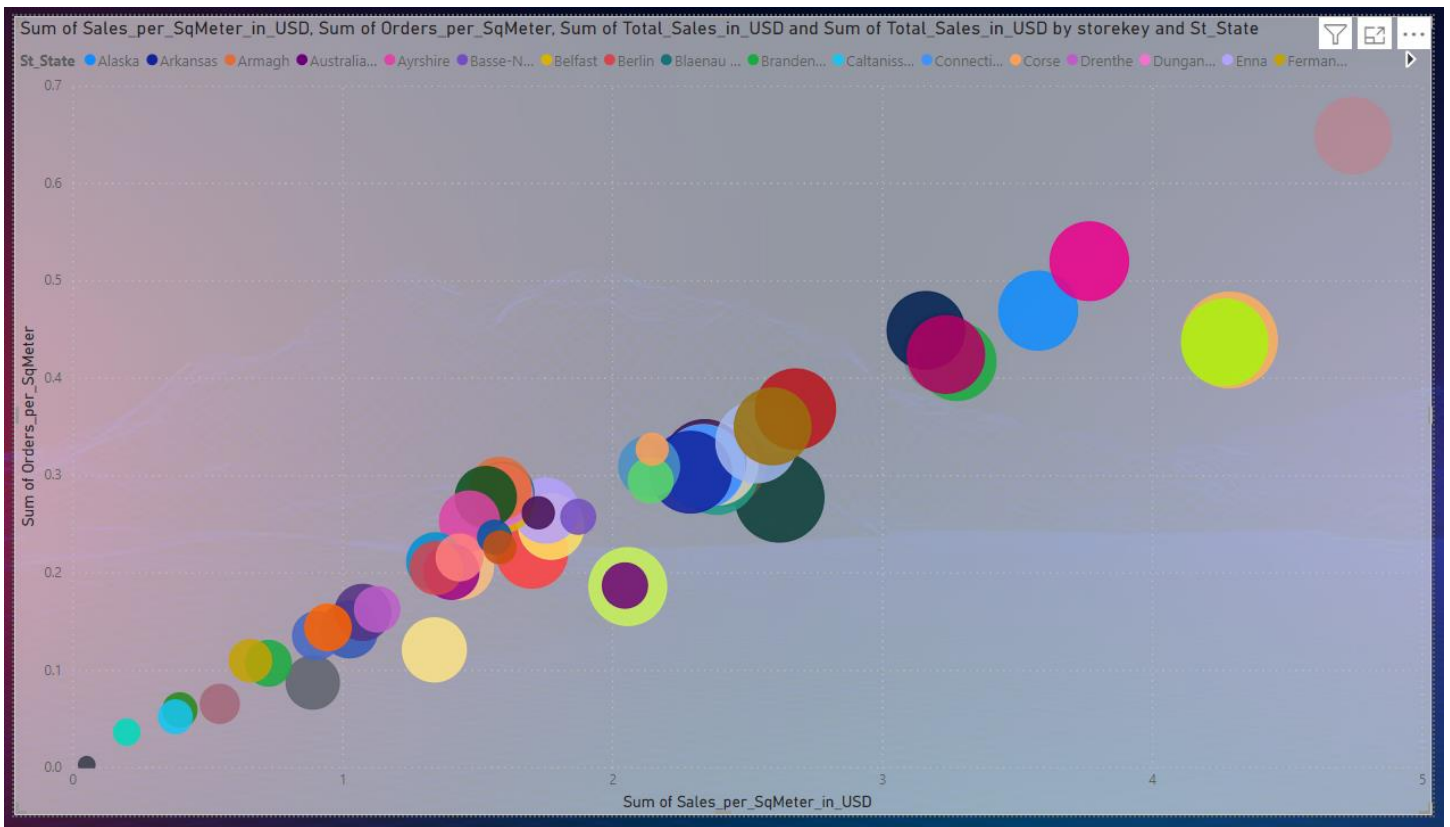 Sum of Sales_per_SqMeter_in_USD, Sum of Orders_per_SqMeter, Sum of Total_Sales_in_USD and Sum of Total_Sales_in_USD by storekey and St_State
St_State Alaska Arkansas Armagh Australia... Ayrshire Basse-N... Belfast Berlin Blaenau ... Branden... Caltaniss... Connecti... Corse Drenthe Dungan... Enna Ferman...
0.7
0.6
0.5
0.4
0.3
0.2
0.1
0.0
Sum of Orders_per_SqMeter
0 1 2 3 4 5
Sum of Sales_per_SqMeter_in_USD